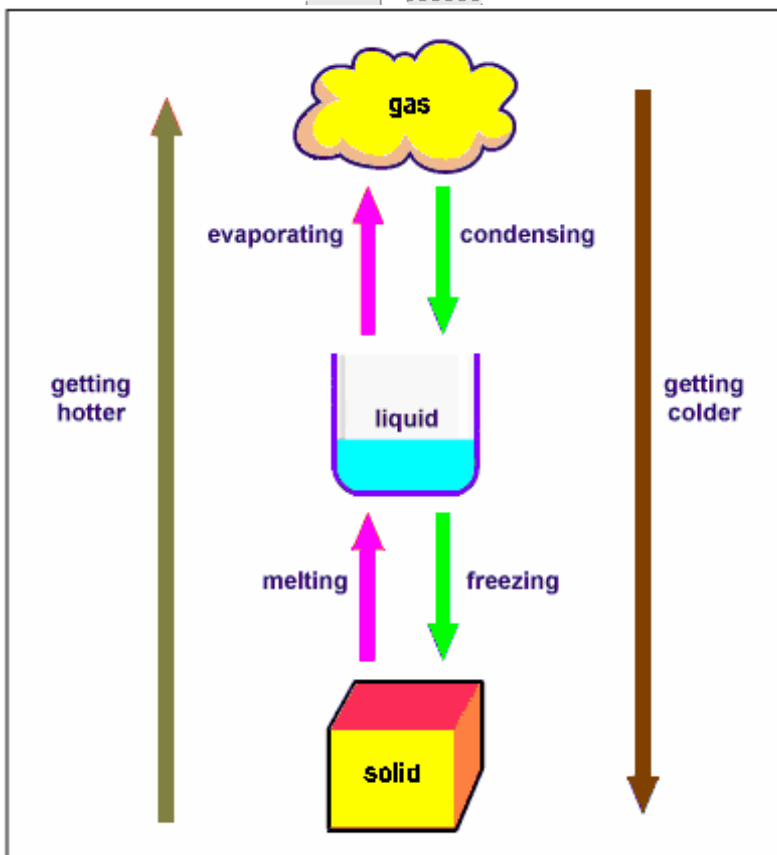 gas
evaporating
condensing
getting
hotter
liquid
getting
colder
melting
freezing
solid